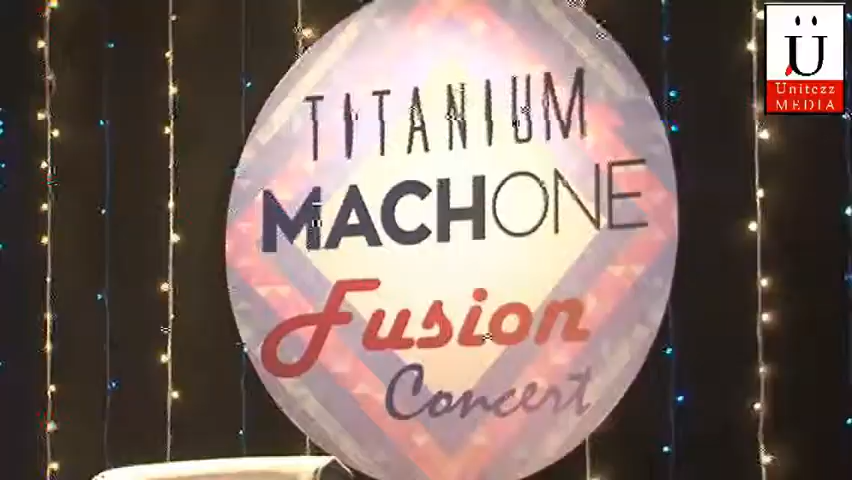 TITANIUM
MACHONE
Fusion
Concert
Ü
Unitezz
MEDIA